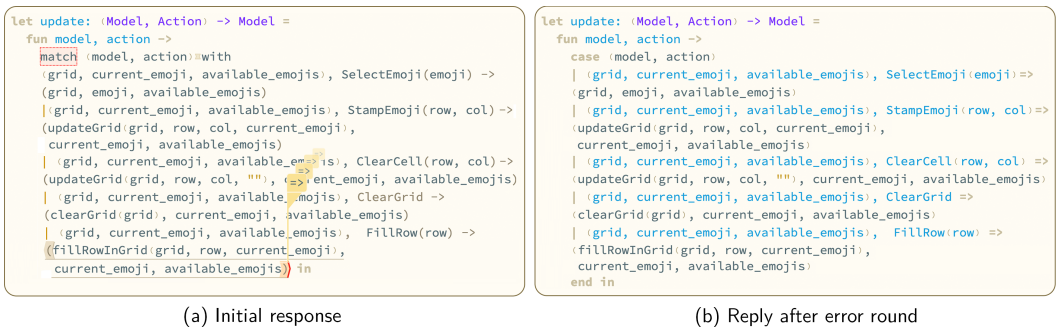 let update: (Model, Action) -> Model =
fun model, action ->
match (model, action)=with
(grid, current_emoji, available_emojis), SelectEmoji(emoji) ->
(grid, emoji, available_emojis)
|(grid, current_emoji, available_emojis), StampEmoji(row, col)->
(updateGrid(grid, row, col, current_emoji),
current_emoji, available_emojis)
| (grid, current_emoji, available_emojis), ClearCell(row, col)->
=>
=>
(updateGrid(grid, row, col, ""), current_emoji, available_emojis)
=>
| (grid, current_emoji, available_emojis), ClearGrid ->
(clearGrid(grid), current_emoji, available_emojis)
| (grid, current_emoji, available_emojis), FillRow(row) ->
(fillRowInGrid(grid, row, current_emoji),
current_emoji, available_emojis)) in
(a) Initial response
let update: (Model, Action) -> Model =
fun model, action ->
case (model, action)
| (grid, current_emoji, available_emojis), SelectEmoji(emoji)=>
(grid, emoji, available_emojis)
| (grid, current_emoji, available_emojis), StampEmoji(row, col)=>
(updateGrid(grid, row, col, current_emoji),
current_emoji, available_emojis)
| (grid, current_emoji, available_emojis), ClearCell(row, col) =>
(updateGrid(grid, row, col, ""), current_emoji, available_emojis)
| (grid, current_emoji, available_emojis), ClearGrid =>
(clearGrid(grid), current_emoji, available_emojis)
| (grid, current_emoji, available_emojis), FillRow(row) =>
(fillRowInGrid(grid, row, current_emoji),
current_emoji, available_emojis)
end in
(b) Reply after error round